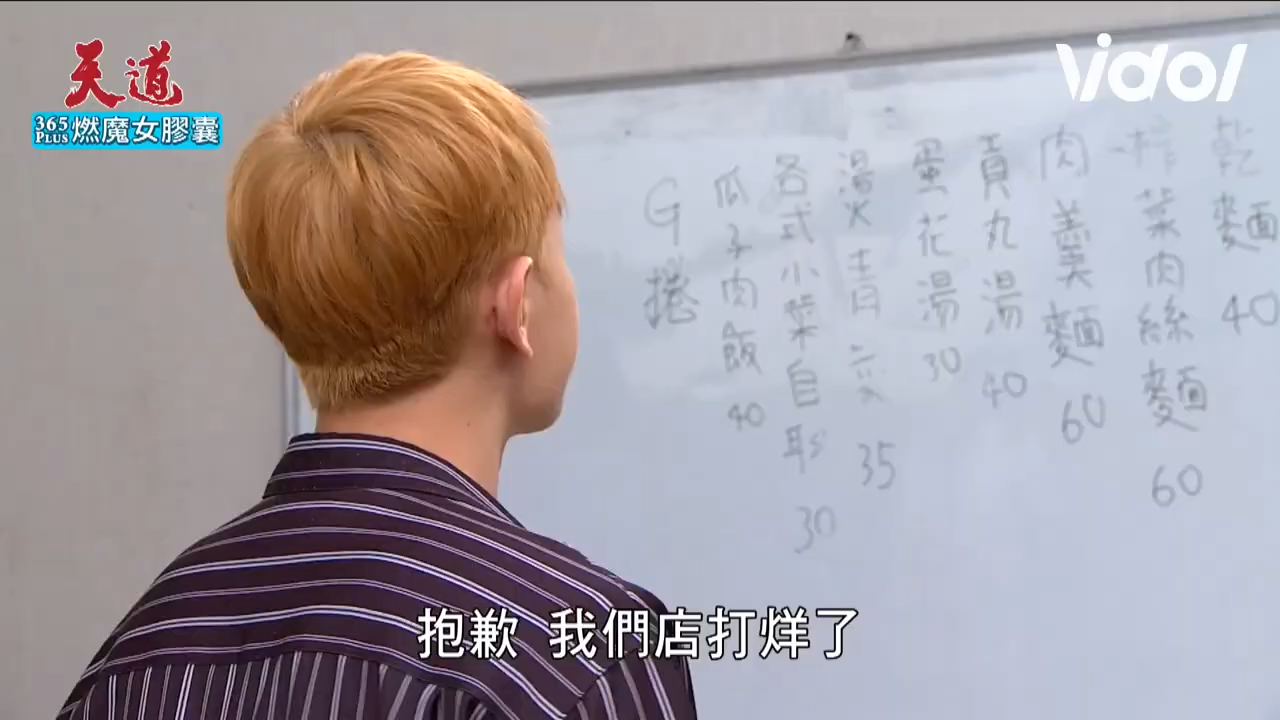 天道
365 PLUS 燃魔女膠囊
Vidol
乾麵 40
菜肉絲麵 60
肉羹麵 60
貢丸湯 40
蛋花湯 30
燙青 35
各式小菜自取 30
瓜子肉飯 40
G捲
抱歉 我們店打烊了